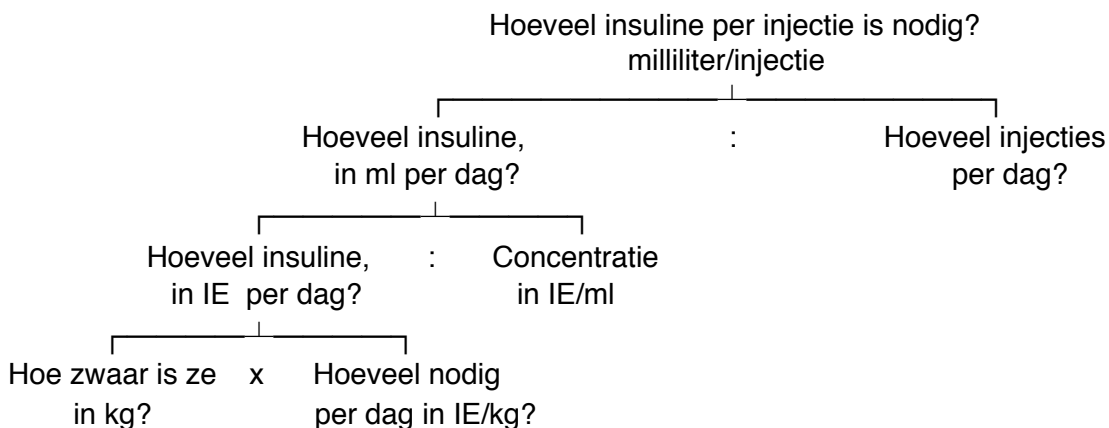 Hoeveel insuline per injectie is nodig?
milliliter/injectie
Hoeveel insuline, : Hoeveel injecties
in ml per dag? per dag?
Hoeveel insuline, : Concentratie
in IE per dag? in IE/ml
Hoe zwaar is ze x Hoeveel nodig
in kg? per dag in IE/kg?